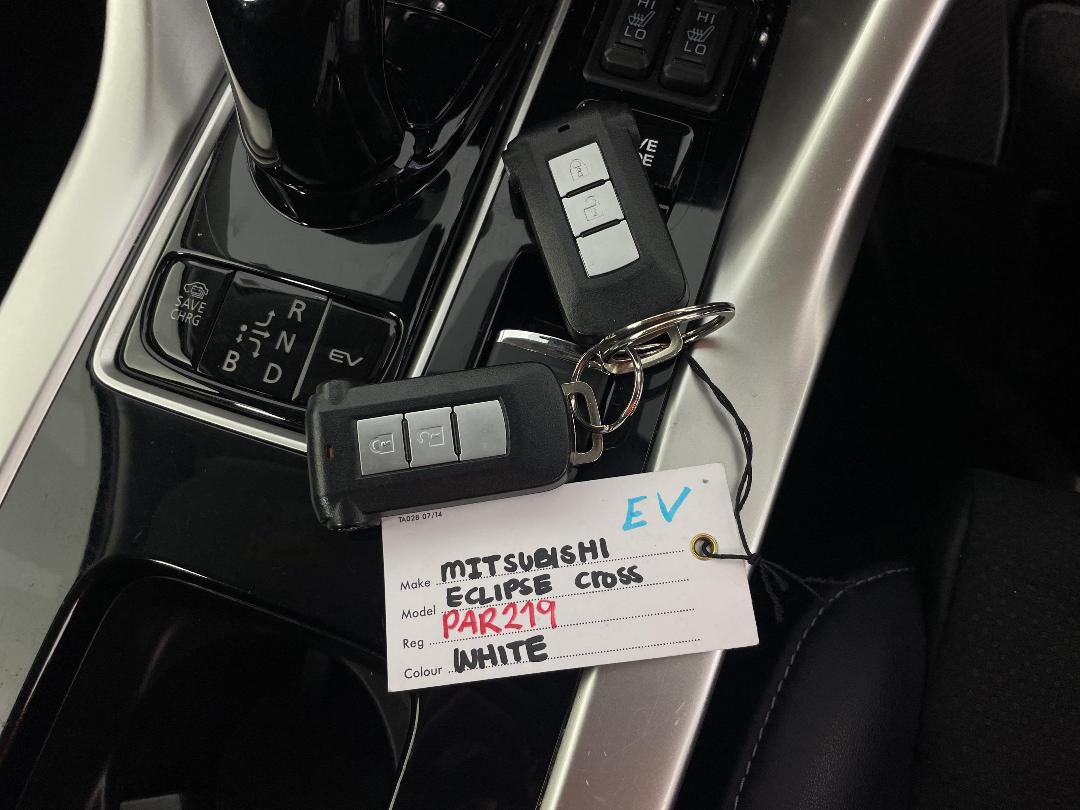 HI
LO
HI
LO
VE
DE
SAVE
CHRG
R
N
B D
EV
TA028 07/14
EV
Make MITSUBISHI
Model ECLIPSE CROSS
Reg PAR219
Colour WHITE